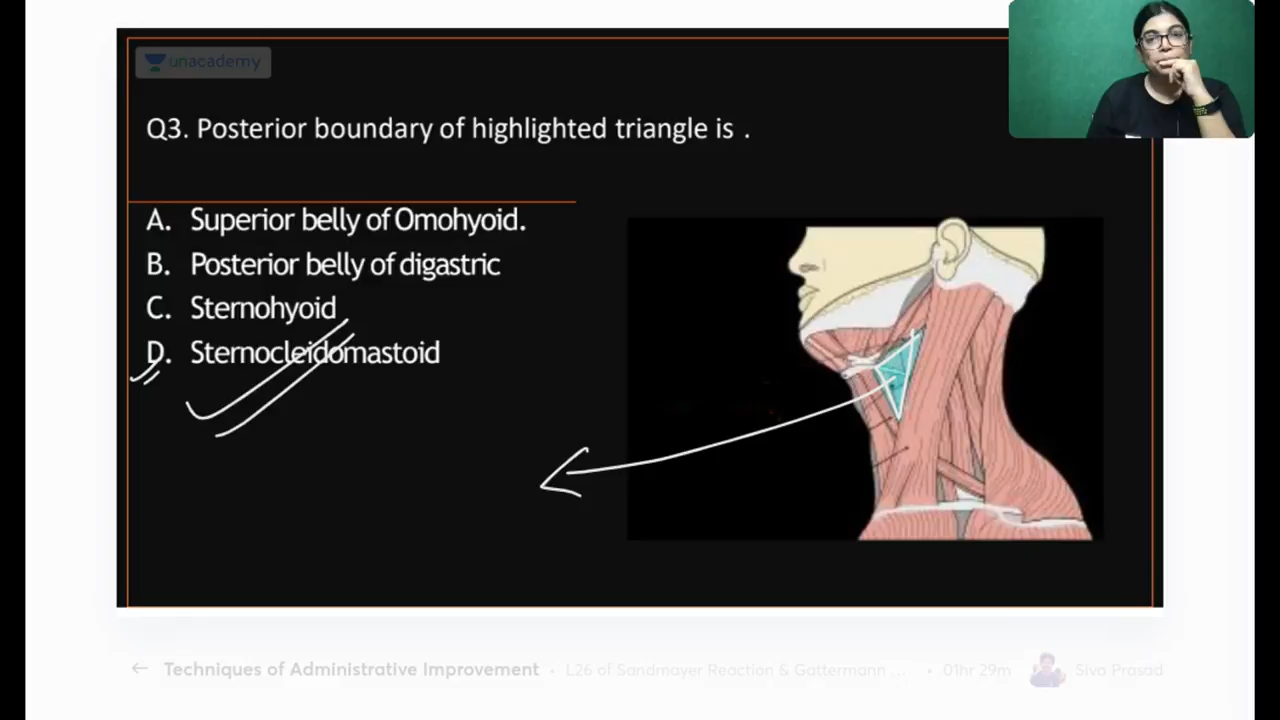 unacademy
Q3. Posterior boundary of highlighted triangle is .
A. Superior belly of Omohyoid.
B. Posterior belly of digastric
C. Sternohyoid
D. Sternocleidomastoid
Techniques of Administrative Improvement • L26 of Sandmayer Reaction & Gattermann ... • 01hr 29m Siva Prasad